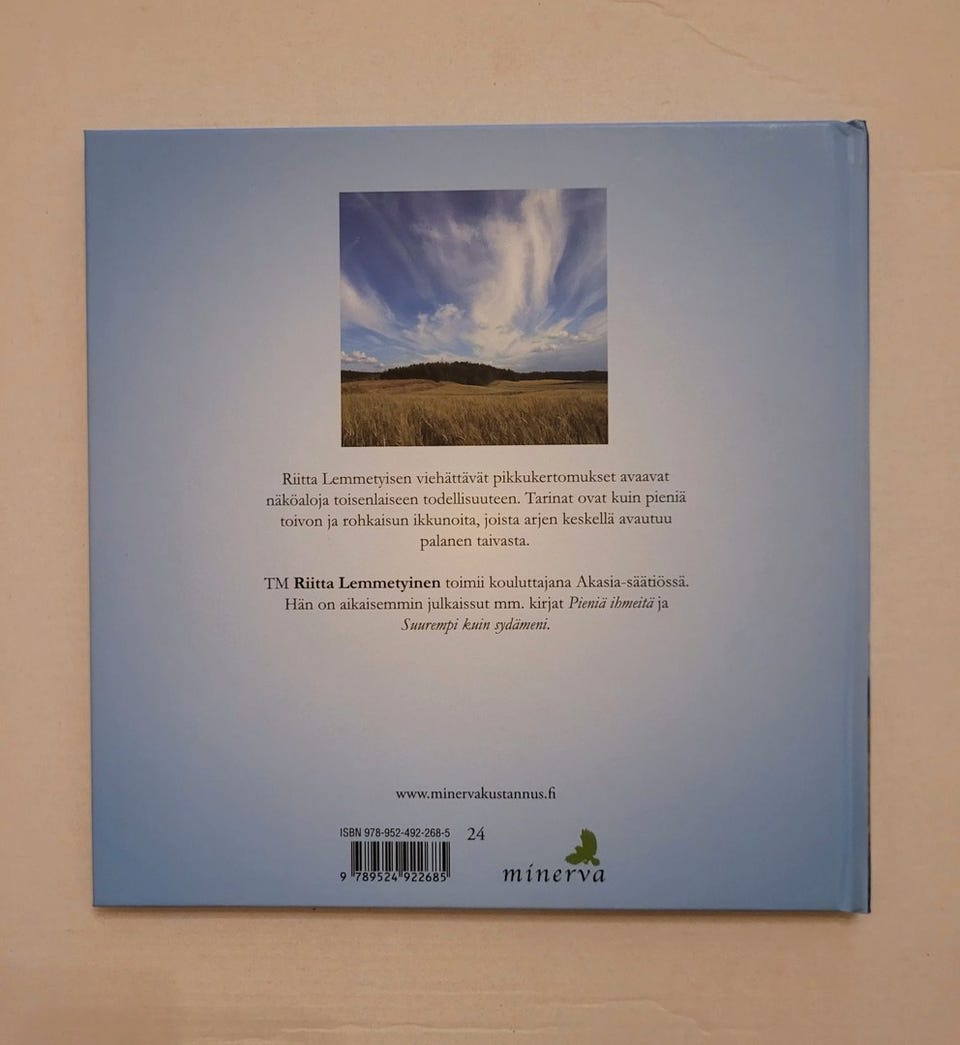 Riitta Lemmetyisen viehättävät pikkukertomukset avaavat
näköaloja toisenlaiseen todellisuuteen. Tarinat ovat kuin pieniä
toivon ja rohkaisun ikkunoita, joista arjen keskellä avautuu
palanen taivasta.
TM Riitta Lemmetyinen toimii kouluttajana Akasia-säätiössä.
Hän on aikaisemmin julkaissut mm. kirjat Pieniä ihmeitä ja
Suurempi kuin sydämeni.
www.minervakustannus.fi
ISBN 978-952-492-268-5 24
9 789524 922685
minerva